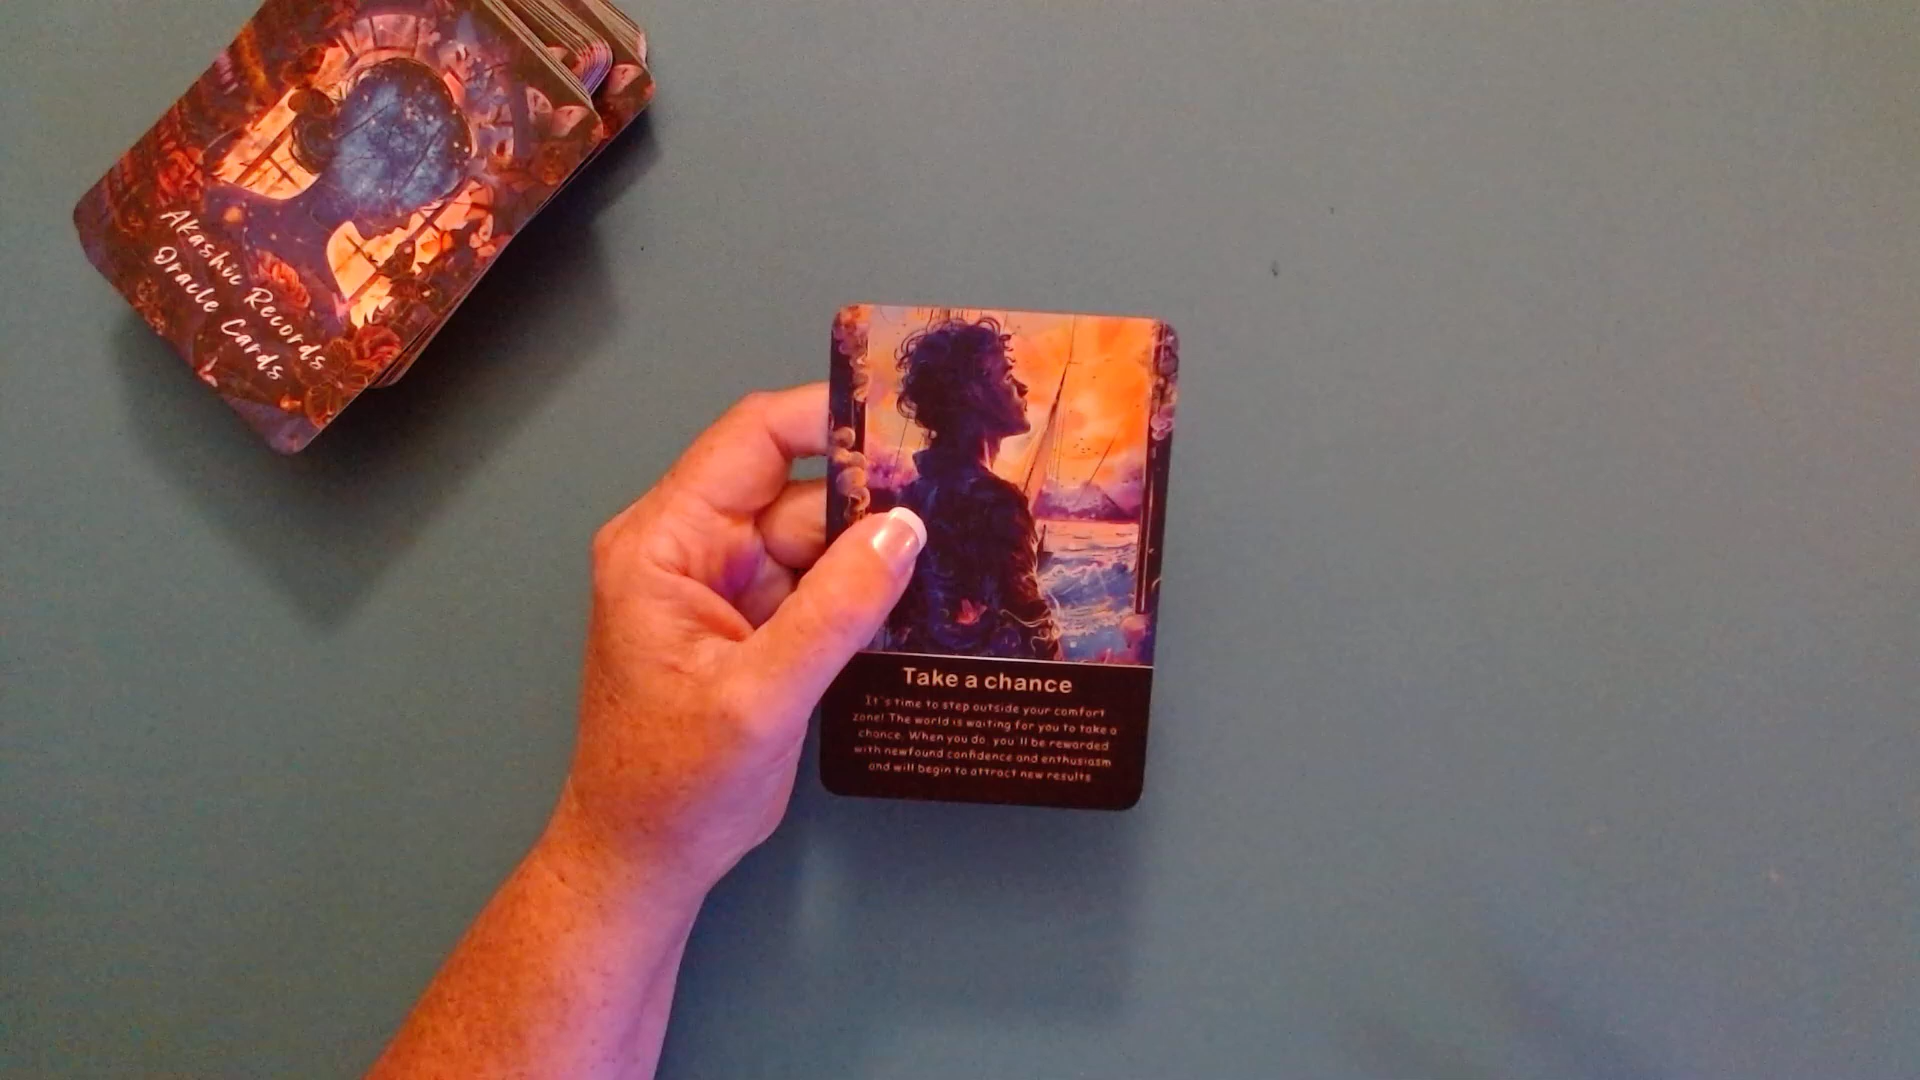 Akashic Records
Oracle Cards
Take a chance
It's time to step outside your comfort
zone! The world is waiting for you to take a
chance. When you do, you'll be rewarded
with newfound confidence and enthusiasm
and will begin to attract new results